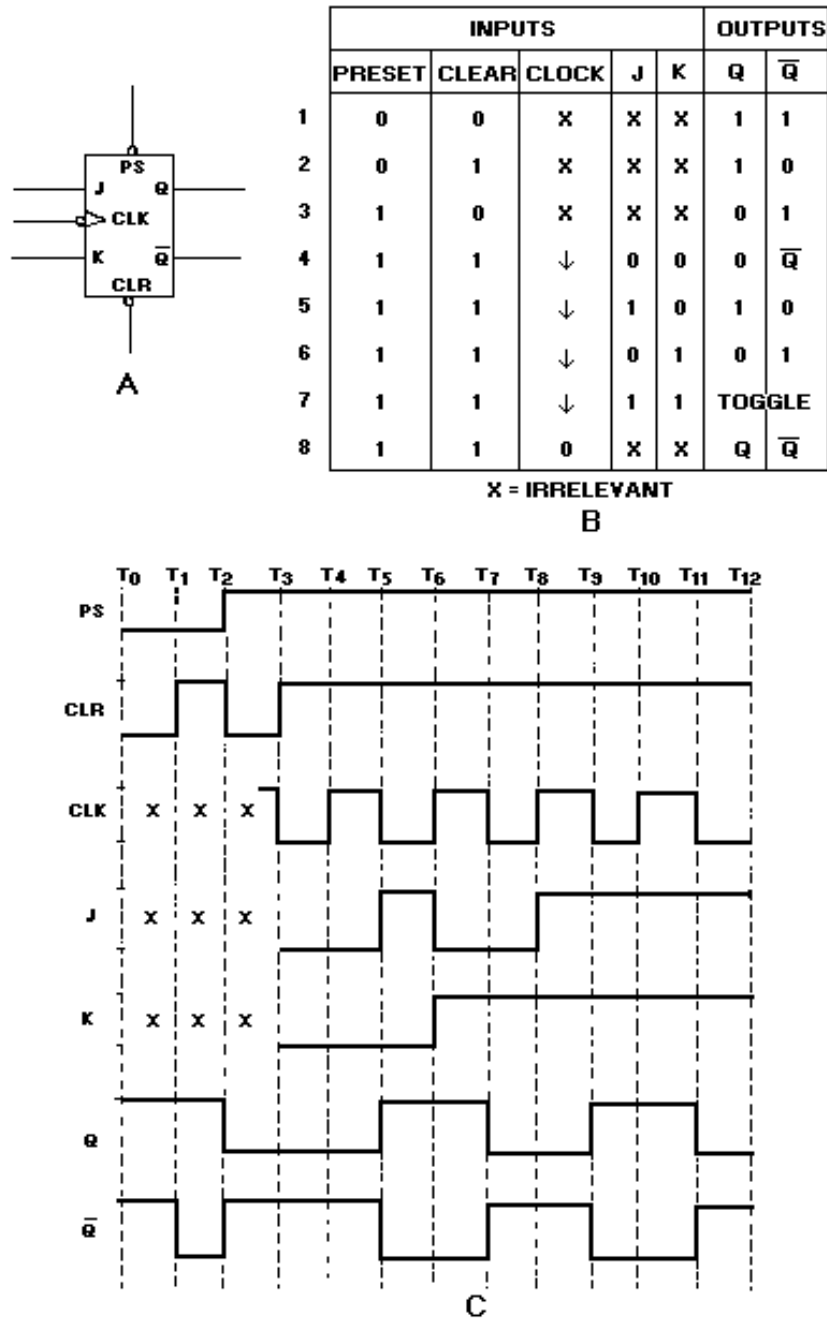 PS
J Q
CLK
K Q̅
CLR
A
INPUTS OUTPUTS
PRESET CLEAR CLOCK J K Q Q̅
1 0 0 X X X 1 1
2 0 1 X X X 1 0
3 1 0 X X X 0 1
4 1 1 ↓ 0 0 0 Q̅
5 1 1 ↓ 1 0 1 0
6 1 1 ↓ 0 1 0 1
7 1 1 ↓ 1 1 TOGGLE
8 1 1 0 X X Q Q̅
X = IRRELEVANT
B
T0 T1 T2 T3 T4 T5 T6 T7 T8 T9 T10 T11 T12
PS
CLR
CLK X X X
J X X X
K X X X
Q
Q̅
C